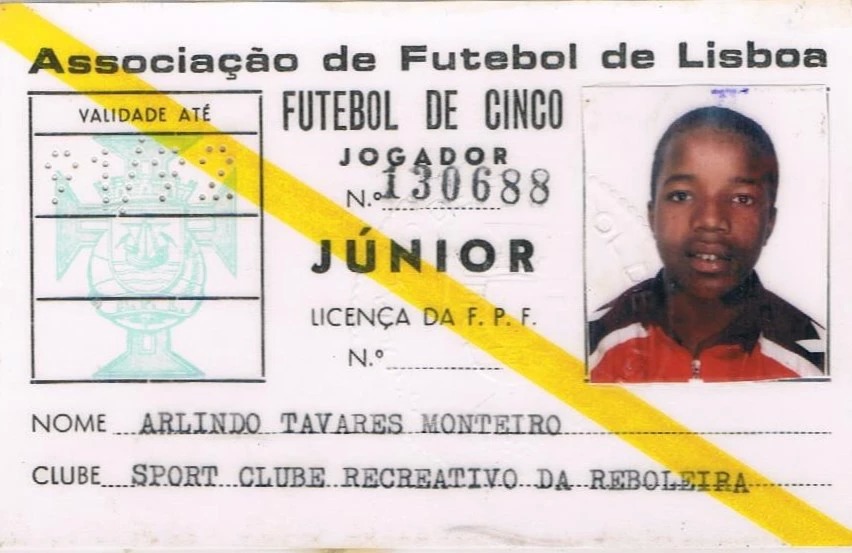 Associação de Futebol de Lisboa
VALIDADE ATÉ
FUTEBOL DE CINCO
JOGADOR
N.º 130688
JÚNIOR
LICENÇA DA F. P. F.
N.º
NOME ARLINDO TAVARES MONTEIRO
CLUBE SPORT CLUBE RECREATIVO DA REBOLEIRA